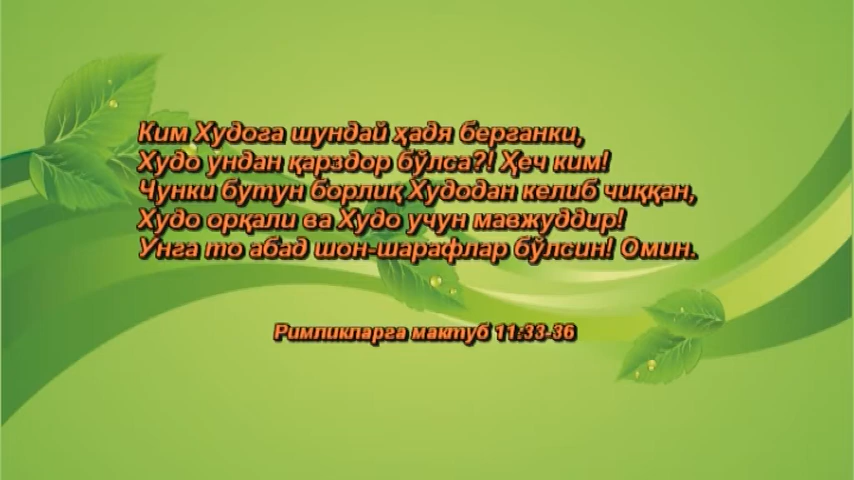 Ким Худога шундай ҳадя берганки,
Худо ундан қарздор бўлса?! Ҳеч ким!
Чунки бутун борлиқ Худодан келиб чиққан,
Худо орқали ва Худо учун мавжуддир!
Унга то абад шон-шарафлар бўлсин! Омин.
Римликларга мактуб 11:33-36